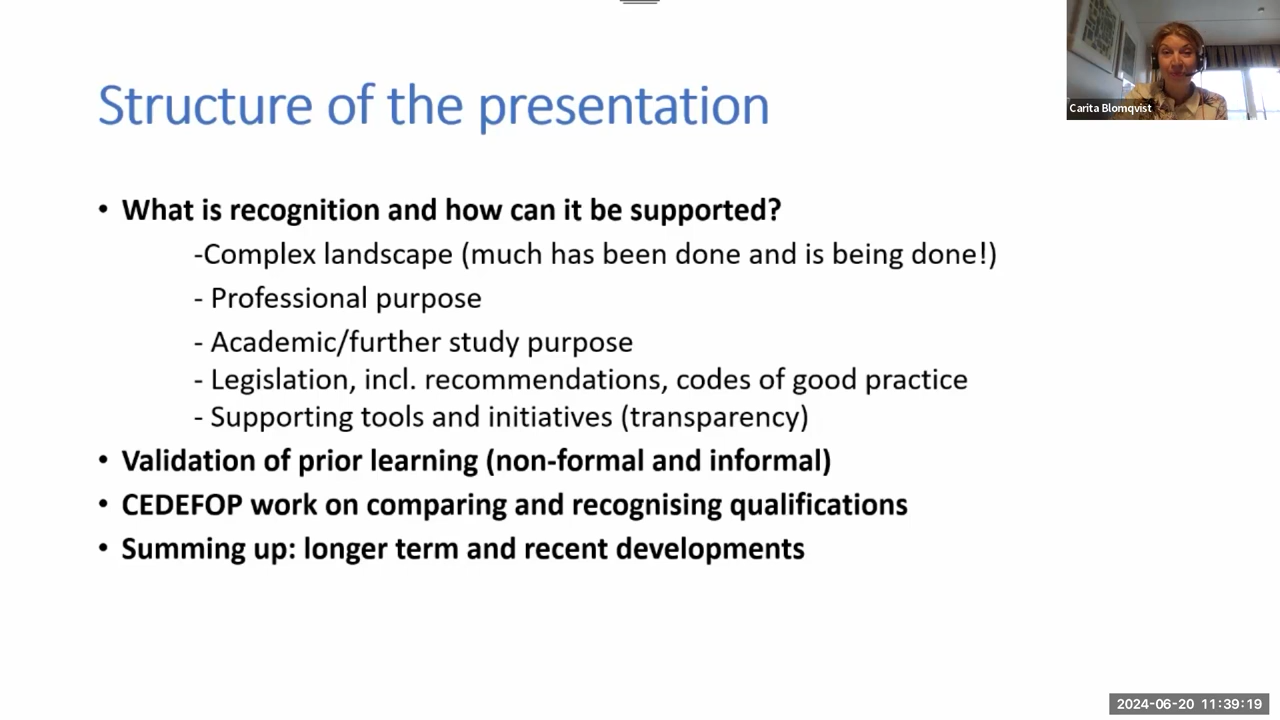 Structure of the presentation
Carita Blomqvist
• What is recognition and how can it be supported?
-Complex landscape (much has been done and is being done!)
- Professional purpose
- Academic/further study purpose
- Legislation, incl. recommendations, codes of good practice
- Supporting tools and initiatives (transparency)
• Validation of prior learning (non-formal and informal)
• CEDEFOP work on comparing and recognising qualifications
• Summing up: longer term and recent developments
2024-06-20 11:39:19